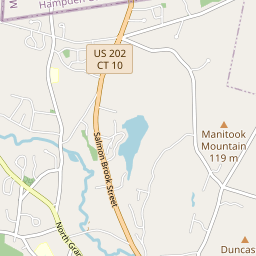 M
Hampden C
US 202
CT 10
Salmon Brook Street
North Gra
Manitook
Mountain
119 m
Duncas